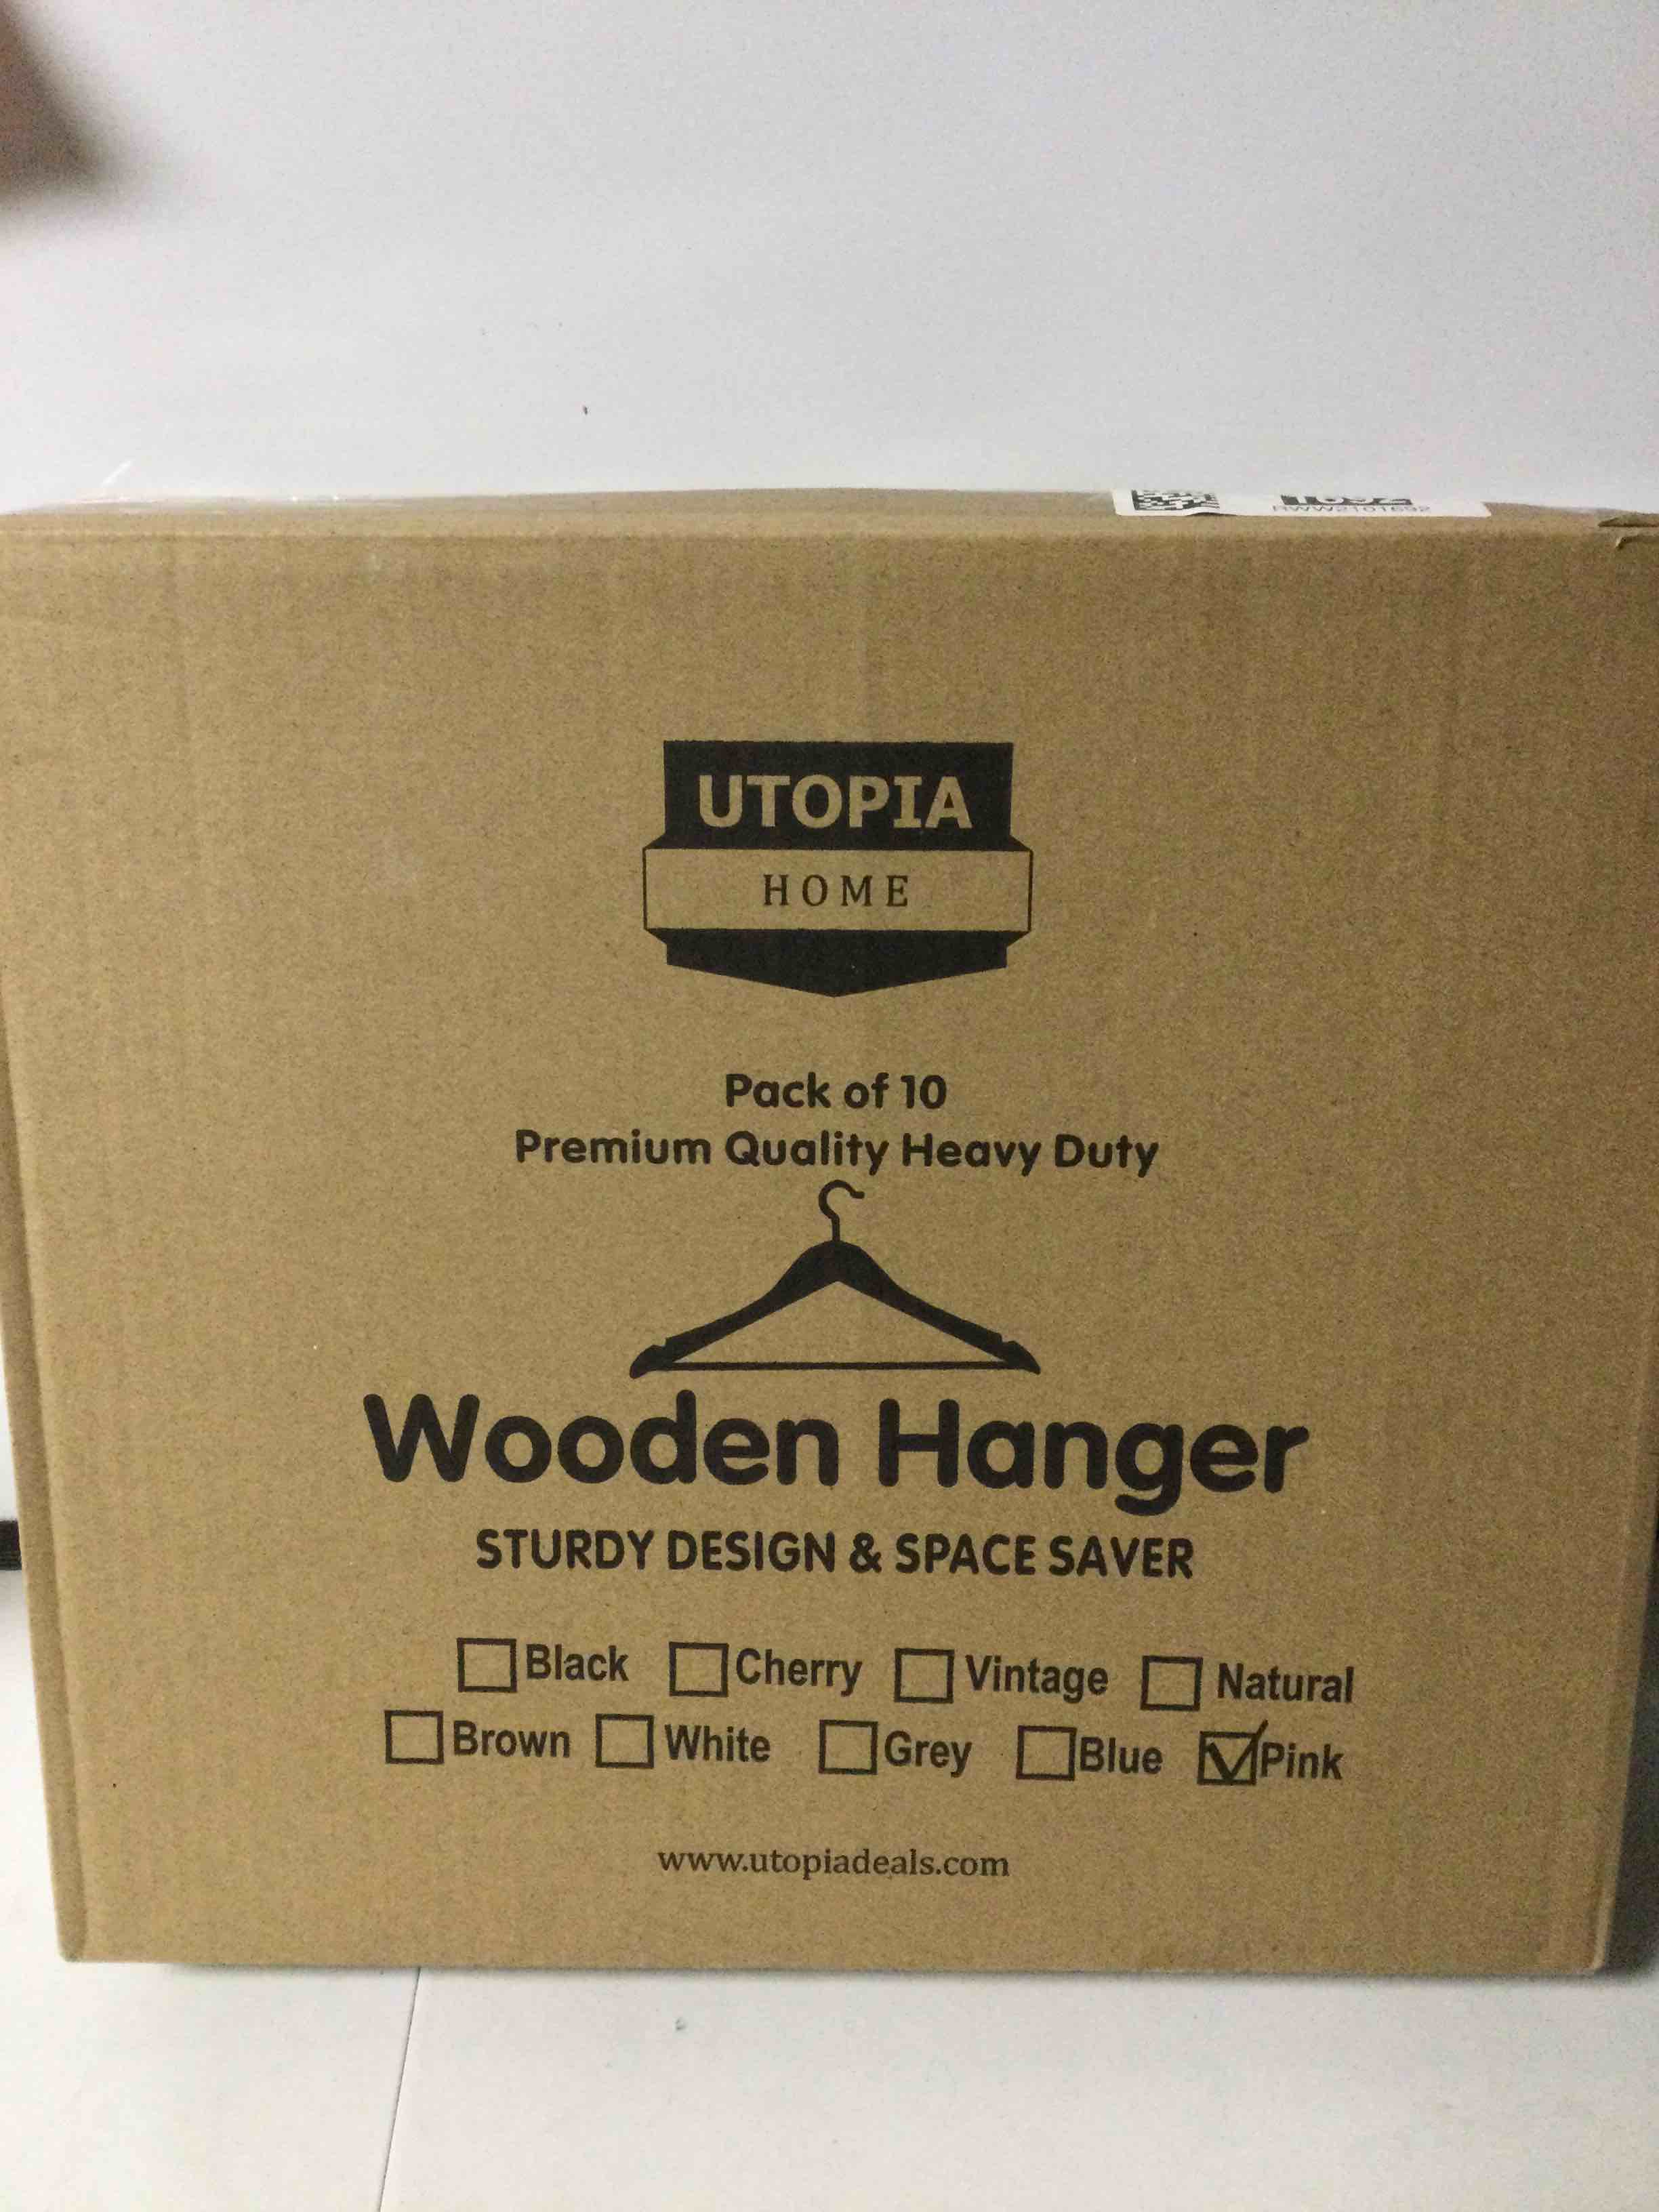 RWW2101692
UTOPIA
HOME
Pack of 10
Premium Quality Heavy Duty
Wooden Hanger
STURDY DESIGN & SPACE SAVER
Black Cherry Vintage Natural
Brown White Grey Blue Pink
www.utopiadeals.com